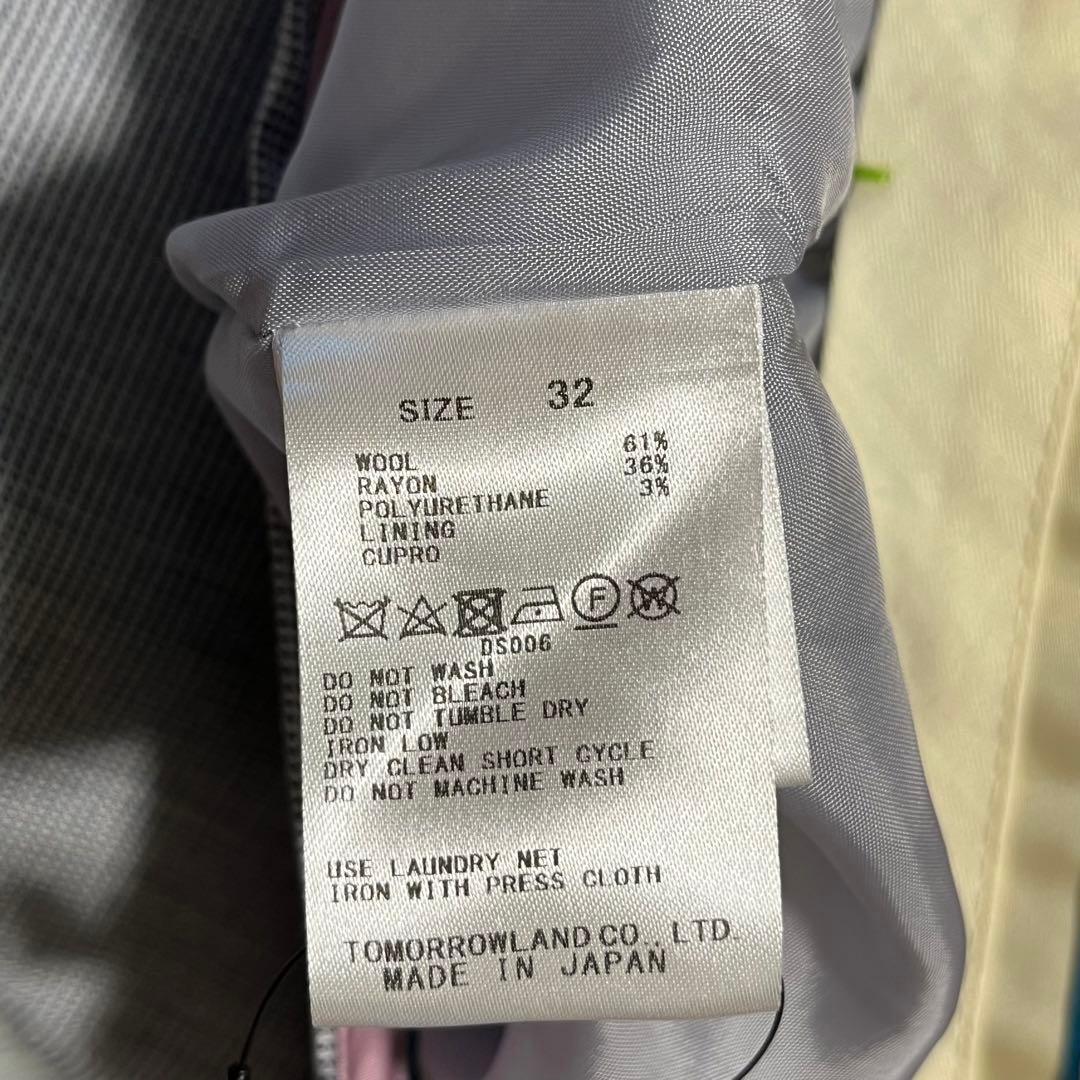 SIZE 32
WOOL 61%
RAYON 36%
POLYURETHANE 3%
LINING
CUPRO
F W
DS006
DO NOT WASH
DO NOT BLEACH
DO NOT TUMBLE DRY
IRON LOW
DRY CLEAN SHORT CYCLE
DO NOT MACHINE WASH
USE LAUNDRY NET
IRON WITH PRESS CLOTH
TOMORROWLAND CO., LTD.
MADE IN JAPAN